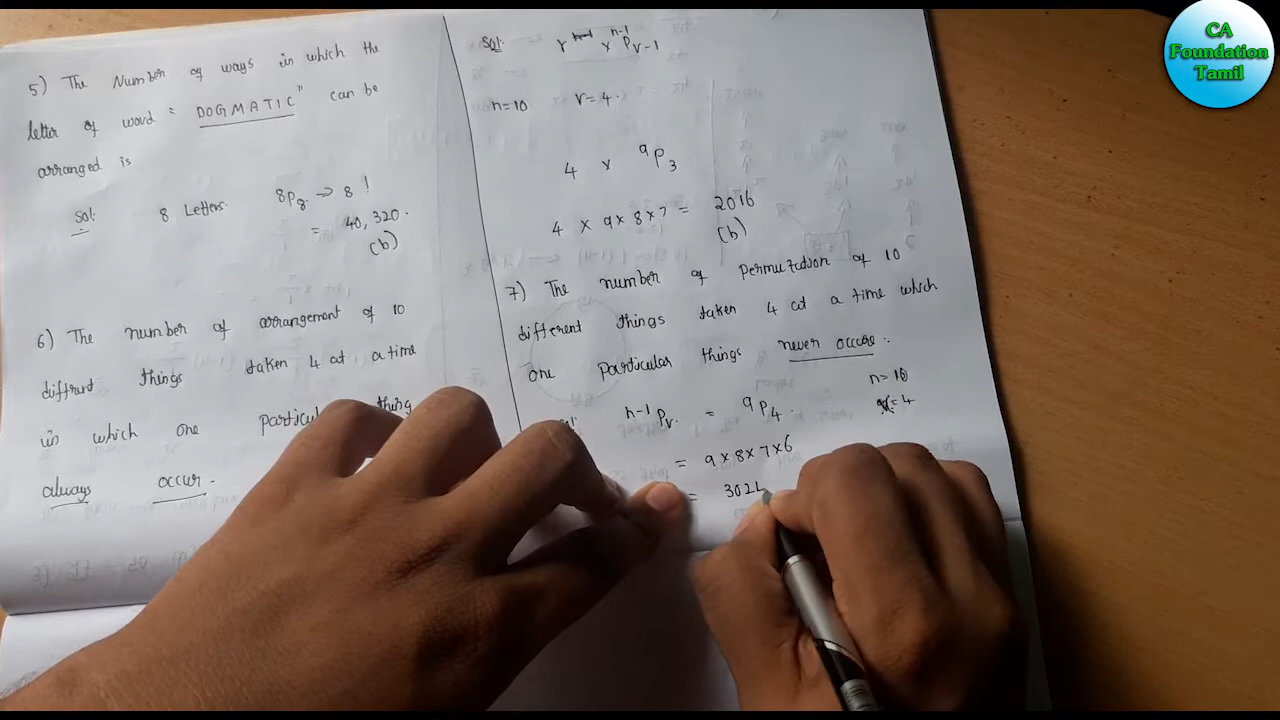 5) The Number of ways in which the
letter of word = DOGMATIC" can be
arranged is
Sol: 8 Letters. 8P8 → 8 !
= 40,320.
(b)
6) The number of arrangement of 10
diffrut things taken 4 at a time
in which one particul thing
always occur.
Sol: r × n-1Pr-1
n=10 r=4.
4 × 9P3
4 × 9×8×7 = 2016
(b)
7) The number of Permutation of 10
different things taken 4 at a time which
one particular things never occure.
n=10
r=4
n-1Pr. = 9P4.
= 9×8×7×6
= 3024
CA
Foundation
Tamil